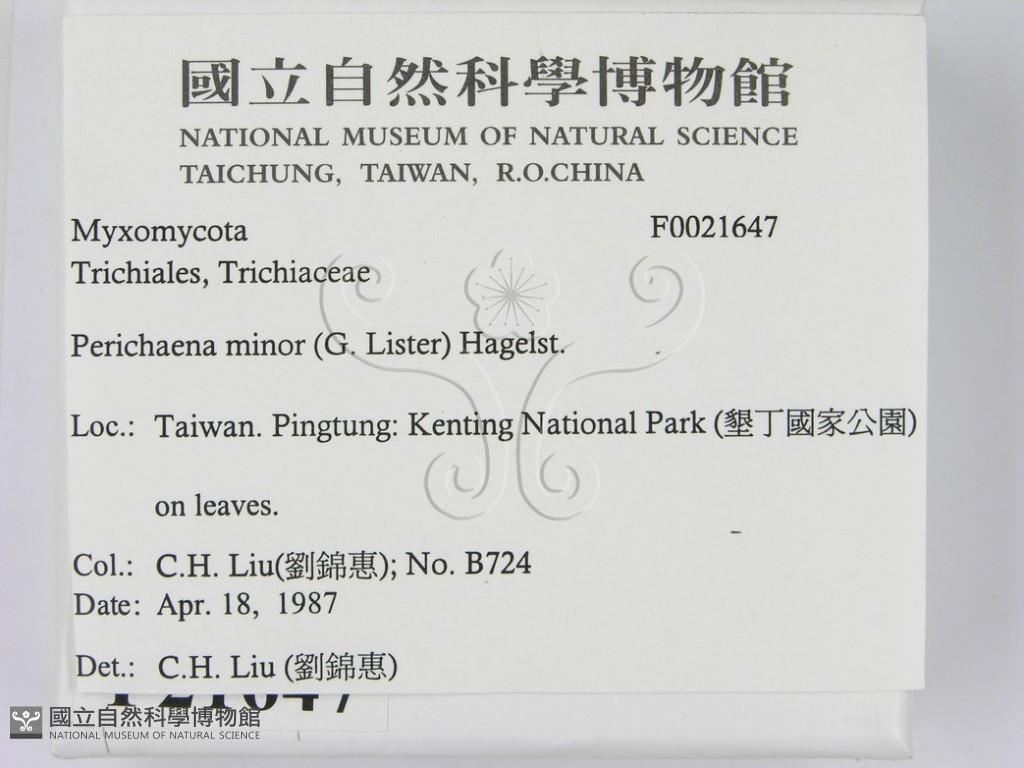 國立自然科學博物館
NATIONAL MUSEUM OF NATURAL SCIENCE
TAICHUNG, TAIWAN, R.O.CHINA
Myxomycota F0021647
Trichiales, Trichiaceae
Perichaena minor (G. Lister) Hagelst.
Loc.: Taiwan. Pingtung: Kenting National Park (墾丁國家公園)
on leaves.
Col.: C.H. Liu(劉錦惠); No. B724
Date: Apr. 18, 1987
Det.: C.H. Liu (劉錦惠)
F21647
國立自然科學博物館
NATIONAL MUSEUM OF NATURAL SCIENCE